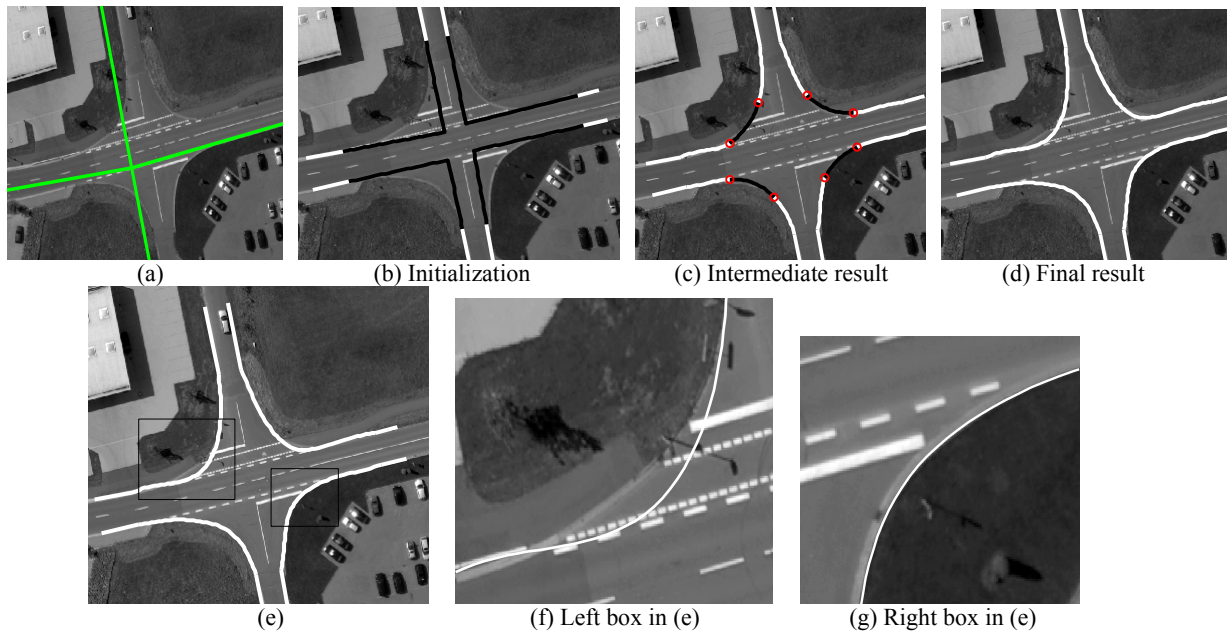 (a)
(b) Initialization
(c) Intermediate result
(d) Final result
(e)
(f) Left box in (e)
(g) Right box in (e)